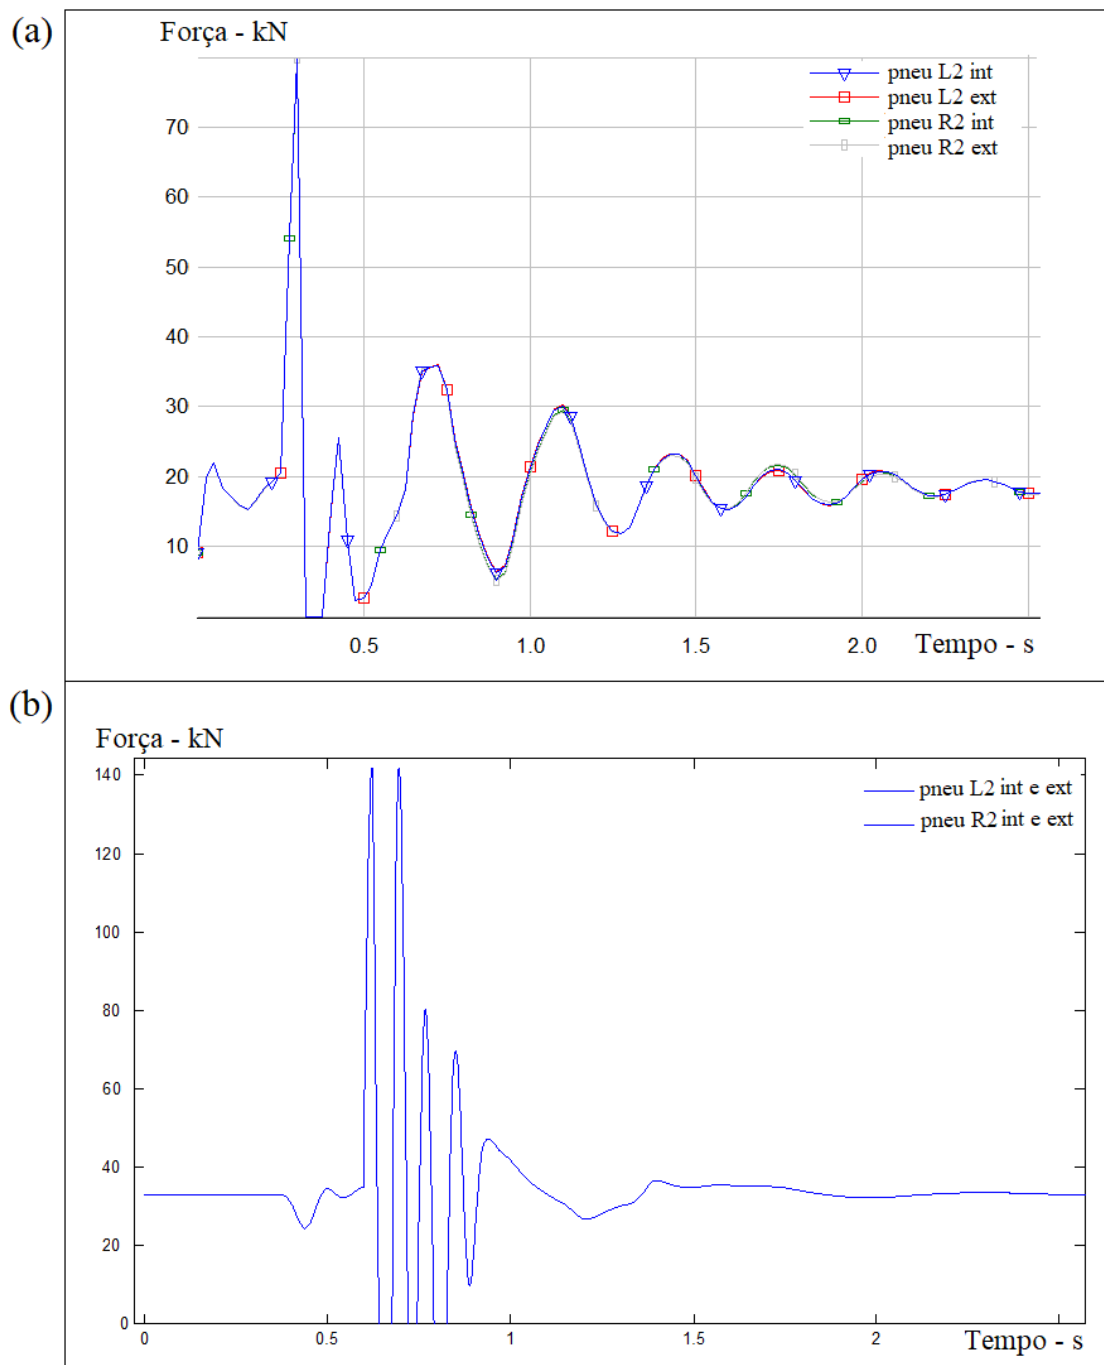 (a)
Força - kN
pneu L2 int
pneu L2 ext
pneu R2 int
pneu R2 ext
70
60
50
40
30
20
10
0.5 1.0 1.5 2.0 Tempo - s
(b)
Força - kN
pneu L2 int e ext
pneu R2 int e ext
140
120
100
80
60
40
20
0
0 0.5 1 1.5 2 Tempo - s